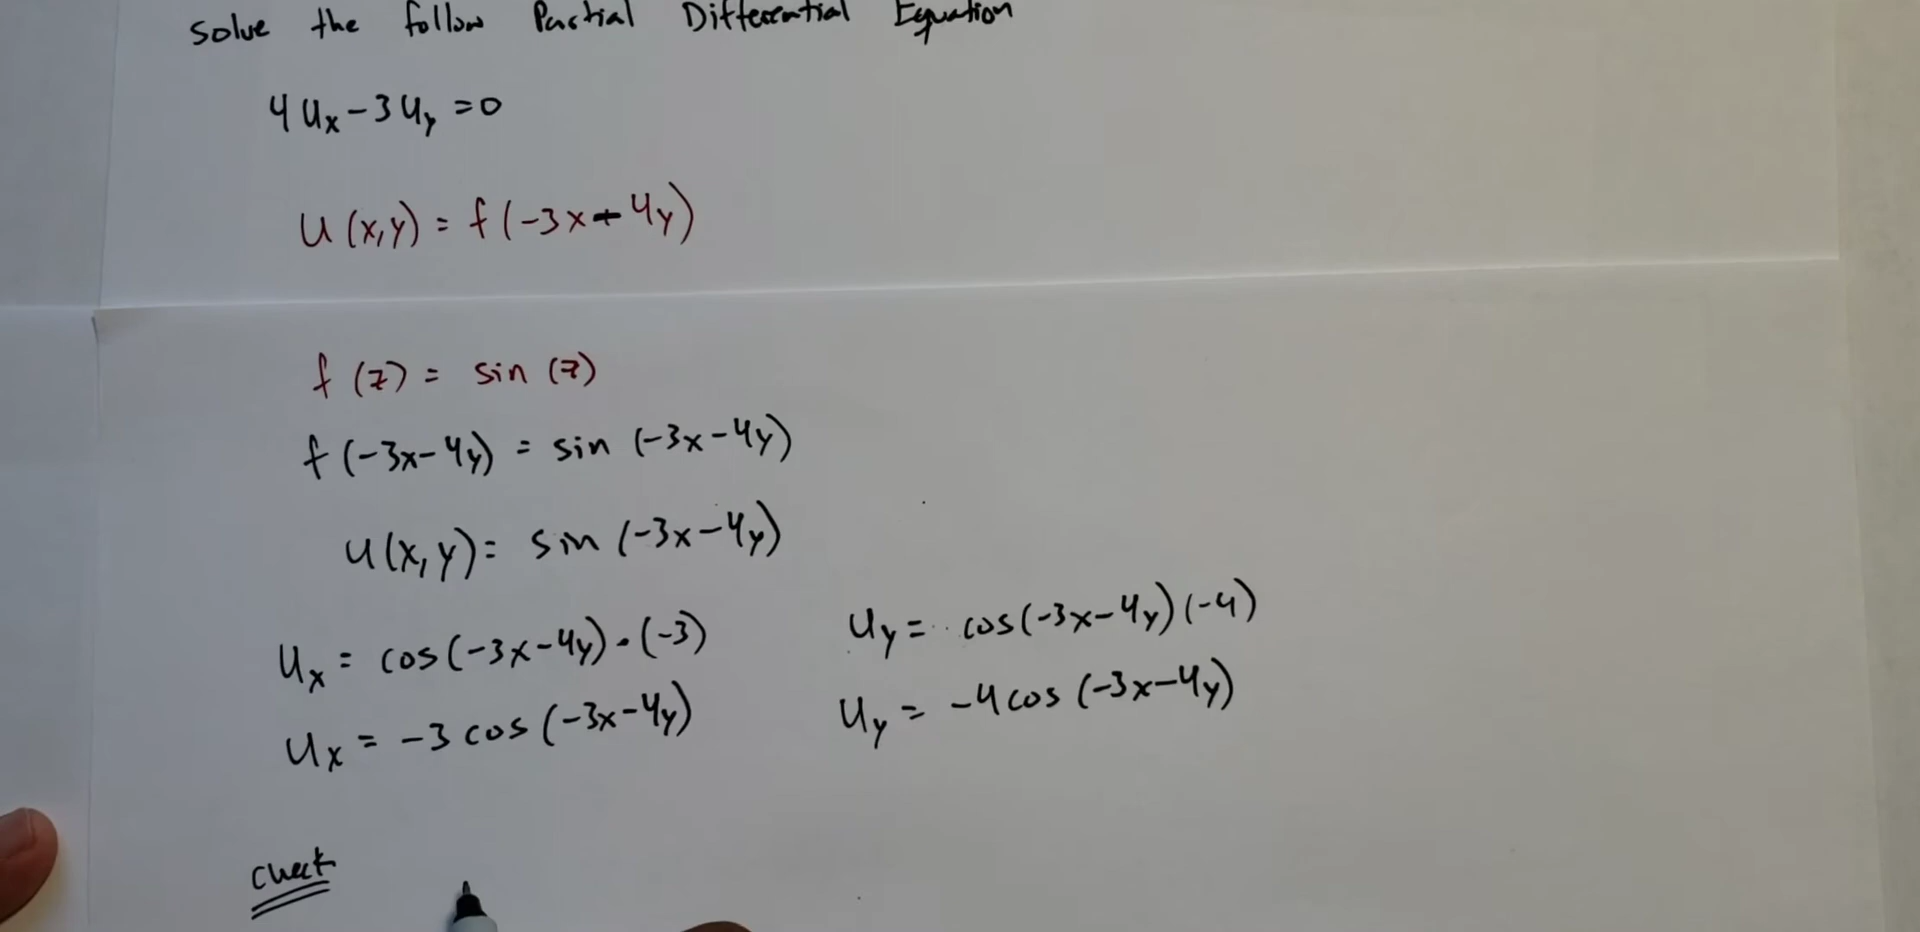 Solve the follow Partial Differential Equation
4Ux-3Uy=0
U(x,y)=f(-3x-4y)
f(z)= sin(z)
f(-3x-4y) = sin(-3x-4y)
u(x,y)= sin(-3x-4y)
Ux = cos(-3x-4y)·(-3)
Uy= cos(-3x-4y)(-4)
Ux = -3 cos(-3x-4y)
Uy = -4cos(-3x-4y)
Check